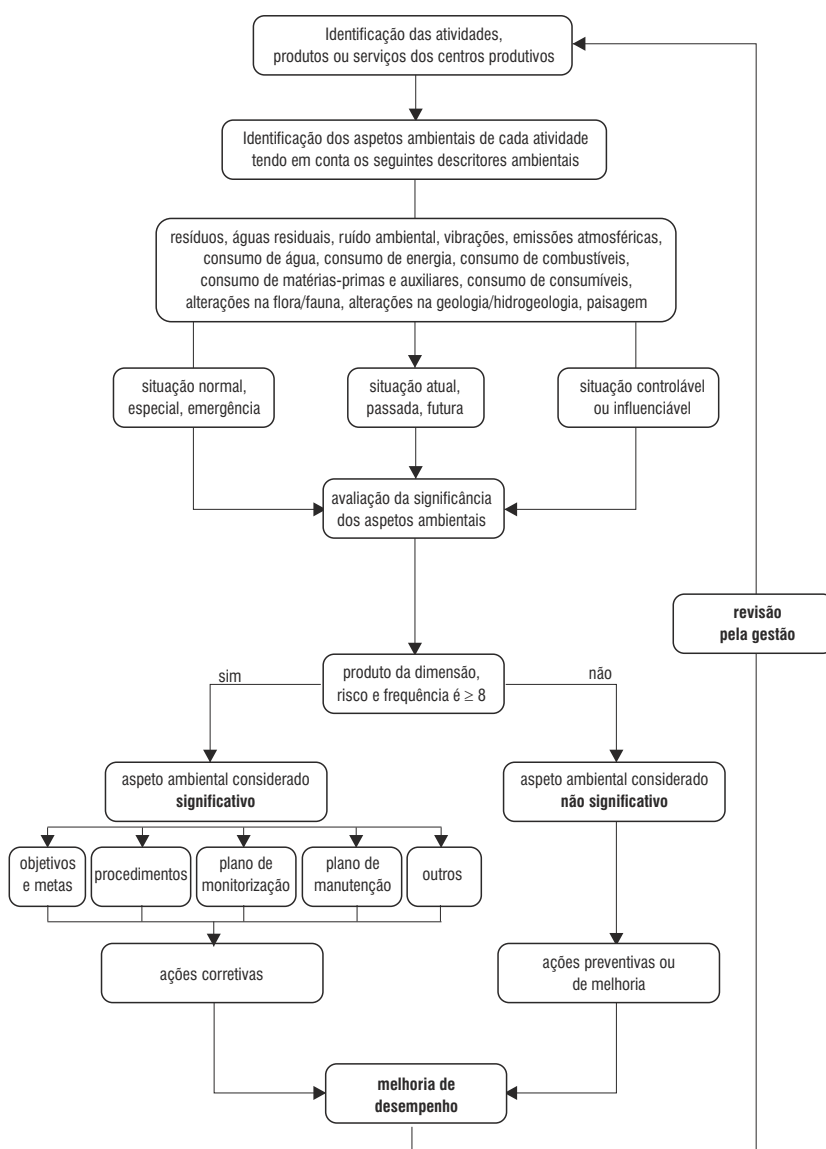 Identificação das atividades,
produtos ou serviços dos centros produtivos
Identificação dos aspetos ambientais de cada atividade
tendo em conta os seguintes descritores ambientais
resíduos, águas residuais, ruído ambiental, vibrações, emissões atmosféricas,
consumo de água, consumo de energia, consumo de combustíveis,
consumo de matérias-primas e auxiliares, consumo de consumíveis,
alterações na flora/fauna, alterações na geologia/hidrogeologia, paisagem
situação normal,
especial, emergência
situação atual,
passada, futura
situação controlável
ou influenciável
avaliação da significância
dos aspetos ambientais
revisão
pela gestão
produto da dimensão,
risco e frequência é ≥ 8
sim
não
aspeto ambiental considerado
significativo
aspeto ambiental considerado
não significativo
objetivos
e metas
procedimentos
plano de
monitorização
plano de
manutenção
outros
ações corretivas
ações preventivas ou
de melhoria
melhoria de
desempenho